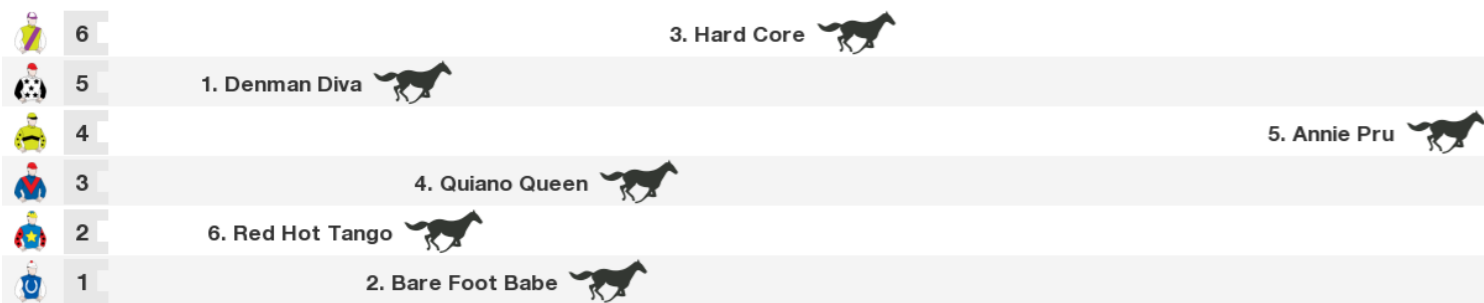 6 3. Hard Core
5 1. Denman Diva
4 5. Annie Pru
3 4. Quiano Queen
2 6. Red Hot Tango
1 2. Bare Foot Babe